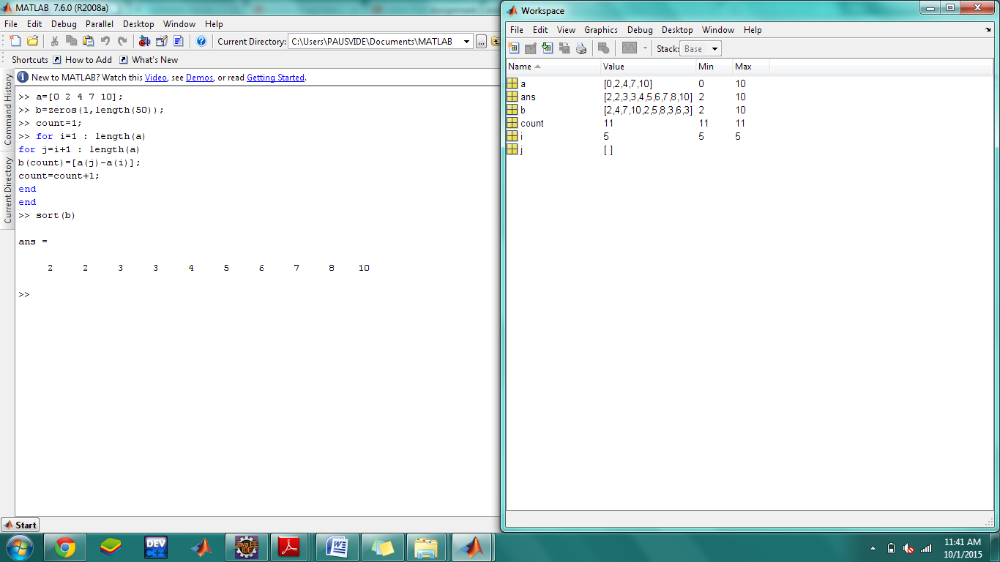 MATLAB 7.6.0 (R2008a)
File Edit Debug Parallel Desktop Window Help
Current Directory: C:\Users\PAUSVIDE\Documents\MATLAB ...
Shortcuts How to Add What's New
Command History
Current Directory
New to MATLAB? Watch this Video, see Demos, or read Getting Started.
>> a=[0 2 4 7 10];
>> b=zeros(1,length(50));
>> count=1;
>> for i=1 : length(a)
for j=i+1 : length(a)
b(count)=[a(j)-a(i)];
count=count+1;
end
end
>> sort(b)
ans =
2 2 3 3 4 5 6 7 8 10
>>
Start
Workspace
File Edit View Graphics Debug Desktop Window Help
Stack: Base
Name Value Min Max
a [0,2,4,7,10] 0 10
ans [2,2,3,3,4,5,6,7,8,10] 2 10
b [2,4,7,10,2,5,8,3,6,3] 2 10
count 11 11 11
i 5 5 5
j [ ]
DEV C++
Java EE IDE
W
11:41 AM
10/1/2015